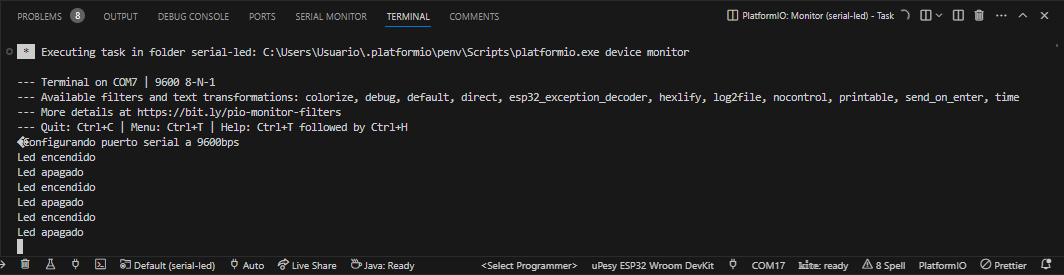 PROBLEMS 8 OUTPUT DEBUG CONSOLE PORTS SERIAL MONITOR TERMINAL COMMENTS PlatformIO: Monitor (serial-led) - Task
* Executing task in folder serial-led: C:\Users\Usuario\.platformio\penv\Scripts\platformio.exe device monitor
--- Terminal on COM7 | 9600 8-N-1
--- Available filters and text transformations: colorize, debug, default, direct, esp32_exception_decoder, hexlify, log2file, nocontrol, printable, send_on_enter, time
--- More details at https://bit.ly/pio-monitor-filters
--- Quit: Ctrl+C | Menu: Ctrl+T | Help: Ctrl+T followed by Ctrl+H
�Configurando puerto serial a 9600bps
Led encendido
Led apagado
Led encendido
Led apagado
Led encendido
Led apagado
Default (serial-led) Auto Live Share Java: Ready <Select Programmer> uPesy ESP32 Wroom DevKit COM17 kite: ready 8 Spell PlatformIO Prettier